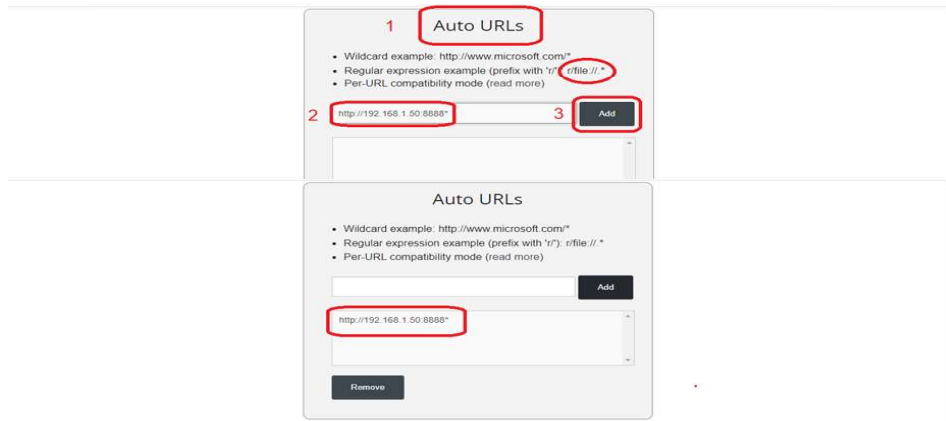 1 Auto URLs
• Wildcard example: http://www.microsoft.com/*
• Regular expression example (prefix with 'r/'): r/file://.*
• Per-URL compatibility mode (read more)
2 http://192.168.1.50:8888* 3 Add
Auto URLs
• Wildcard example: http://www.microsoft.com/*
• Regular expression example (prefix with 'r/'): r/file://.*
• Per-URL compatibility mode (read more)
Add
http://192.168.1.50:8888*
Remove